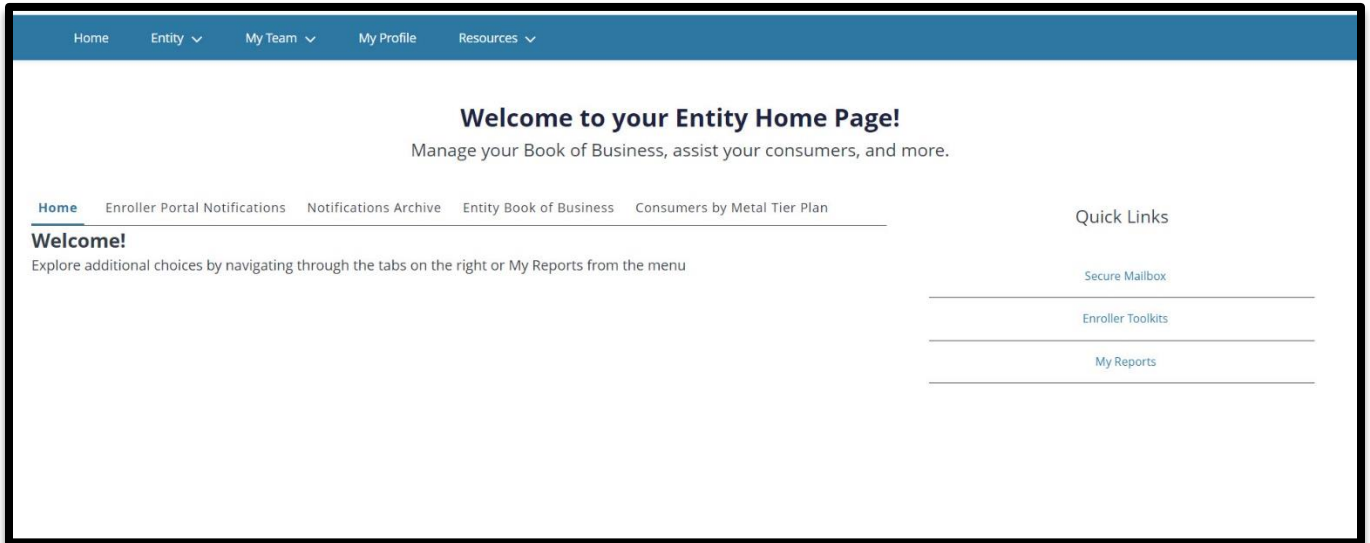 Home Entity My Team My Profile Resources
Welcome to your Entity Home Page!
Manage your Book of Business, assist your consumers, and more.
Home Enroller Portal Notifications Notifications Archive Entity Book of Business Consumers by Metal Tier Plan
Welcome!
Explore additional choices by navigating through the tabs on the right or My Reports from the menu
Quick Links
Secure Mailbox
Enroller Toolkits
My Reports